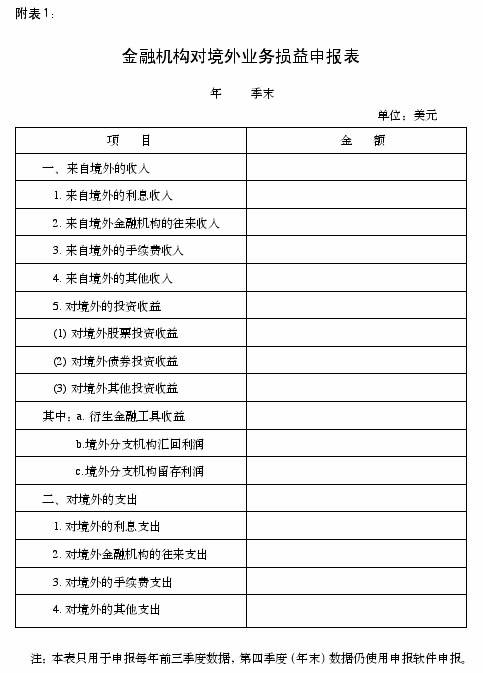 附表1：
金融机构对境外业务损益申报表
年 季末
单位：美元
项 目 金 额
一、来自境外的收入
1. 来自境外的利息收入
2. 来自境外金融机构的往来收入
3. 来自境外的手续费收入
4. 来自境外的其他收入
5. 对境外的投资收益
(1) 对境外股票投资收益
(2) 对境外债券投资收益
(3) 对境外其他投资收益
其中：a. 衍生金融工具收益
b.境外分支机构汇回利润
c.境外分支机构留存利润
二、对境外的支出
1. 对境外的利息支出
2. 对境外金融机构的往来支出
3. 对境外的手续费支出
4. 对境外的其他支出
注：本表只用于申报每年前三季度数据，第四季度（年末）数据仍使用申报软件申报。